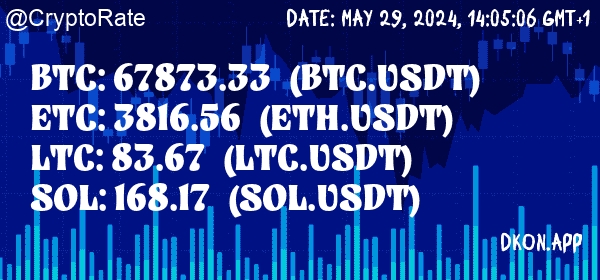 @CryptoRate
DATE: MAY 29, 2024, 14:05:06 GMT+1
BTC: 67873.33 (BTC.USDT)
ETC: 3816.56 (ETH.USDT)
LTC: 83.67 (LTC.USDT)
SOL: 168.17 (SOL.USDT)
DKON.APP